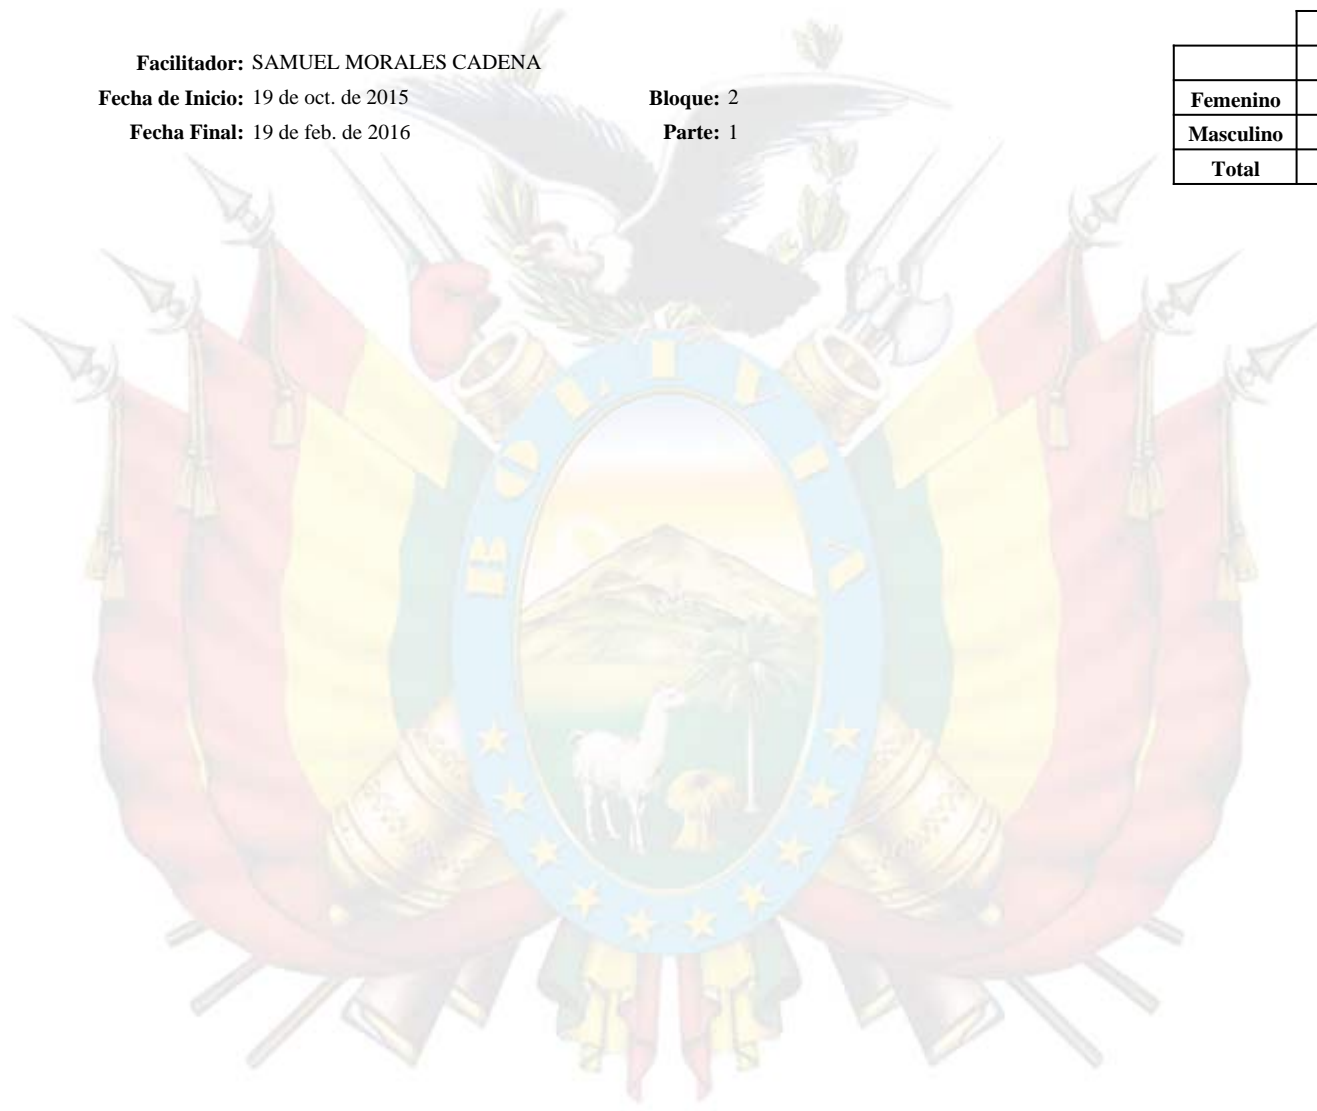 Facilitador: SAMUEL MORALES CADENA
Fecha de Inicio: 19 de oct. de 2015 Bloque: 2
Fecha Final: 19 de feb. de 2016 Parte: 1
Femenino
Masculino
Total
BOLIVIA